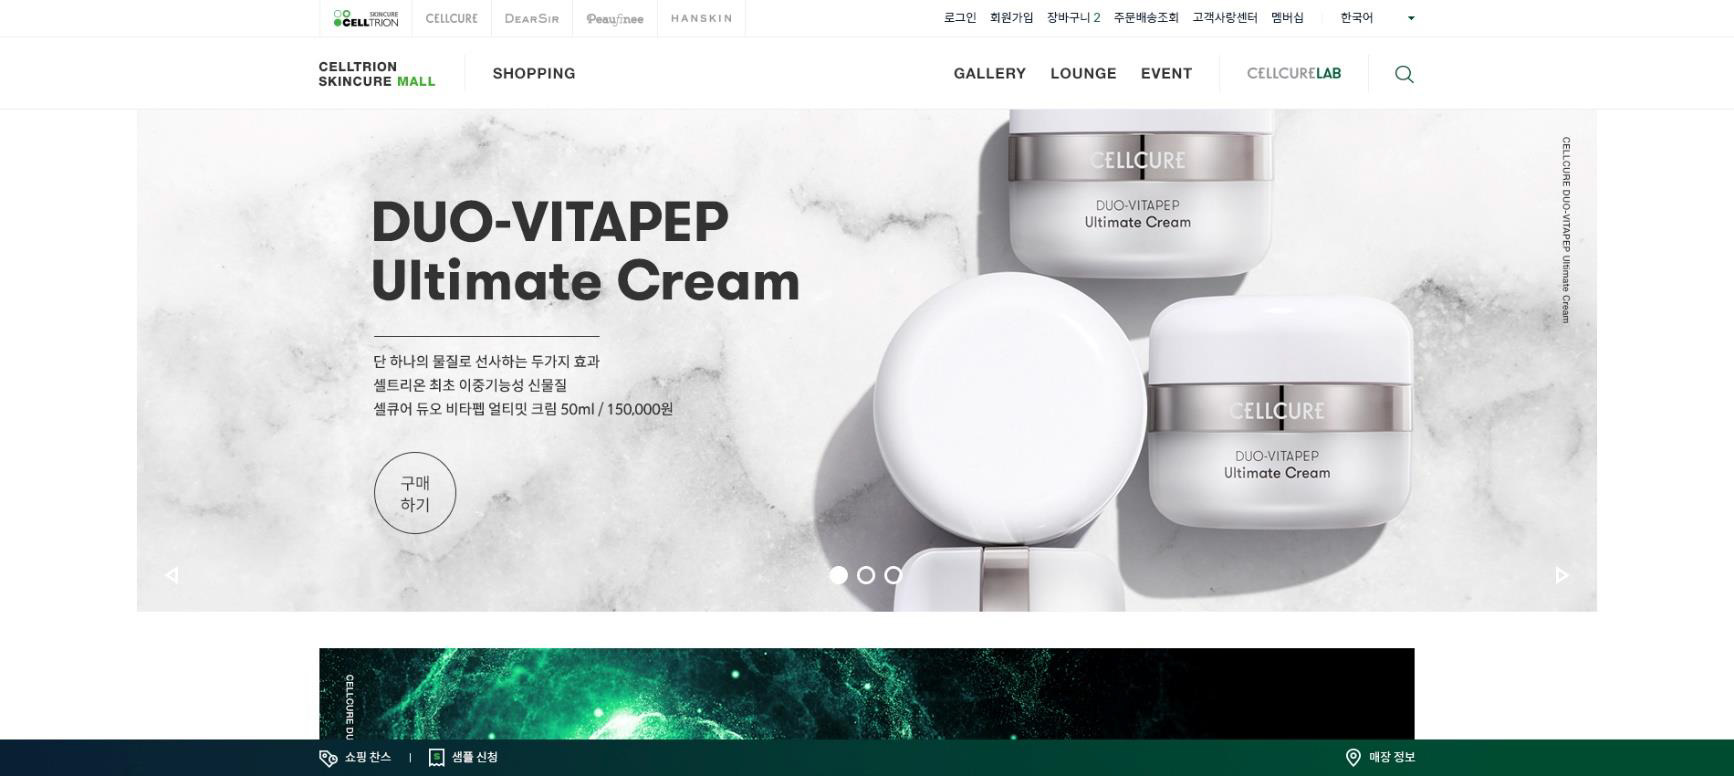 SKINCURE
CELLTRION
CELLCURE
DEARSIR
Peaufinee
HANSKIN
로그인 회원가입 장바구니 2 주문배송조회 고객사랑센터 멤버십 한국어
CELLTRION
SKINCURE MALL
SHOPPING
GALLERY LOUNGE EVENT
CELLCURELAB
DUO-VITAPEP
Ultimate Cream
단 하나의 물질로 선사하는 두가지 효과
셀트리온 최초 이중기능성 신물질
셀큐어 듀오 비타펩 얼티밋 크림 50ml / 150,000원
구매
하기
CELLCURE
DUO-VITAPEP
Ultimate Cream
CELLCURE
DUO-VITAPEP
Ultimate Cream
CELLCURE DUO-VITAPEP Ultimate Cream
CELLCURE DU
쇼핑 찬스
샘플 신청
매장 정보